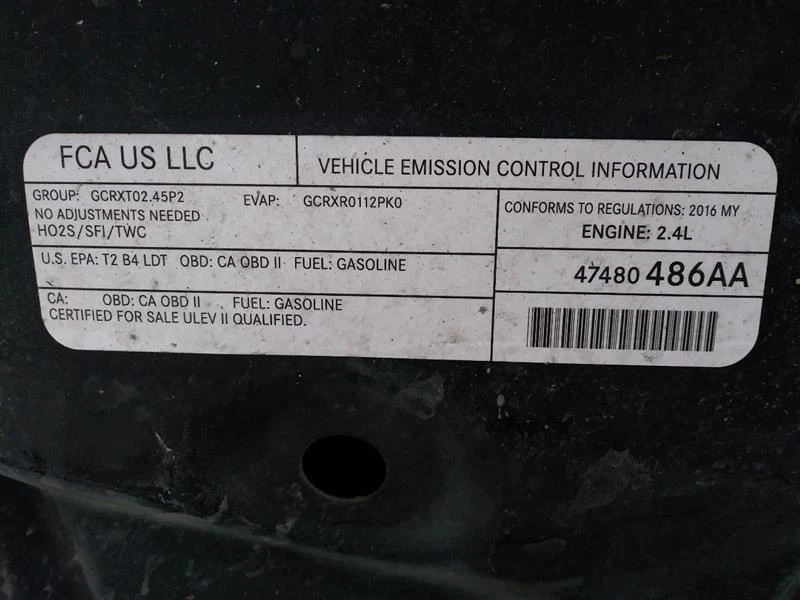 FCA US LLC
VEHICLE EMISSION CONTROL INFORMATION
GROUP: GCRXT02.45P2 EVAP: GCRXR0112PK0
NO ADJUSTMENTS NEEDED
HO2S/SFI/TWC
CONFORMS TO REGULATIONS: 2016 MY
ENGINE: 2.4L
U.S. EPA: T2 B4 LDT OBD: CA OBD II FUEL: GASOLINE
47480 486AA
CA: OBD: CA OBD II FUEL: GASOLINE
CERTIFIED FOR SALE ULEV II QUALIFIED.